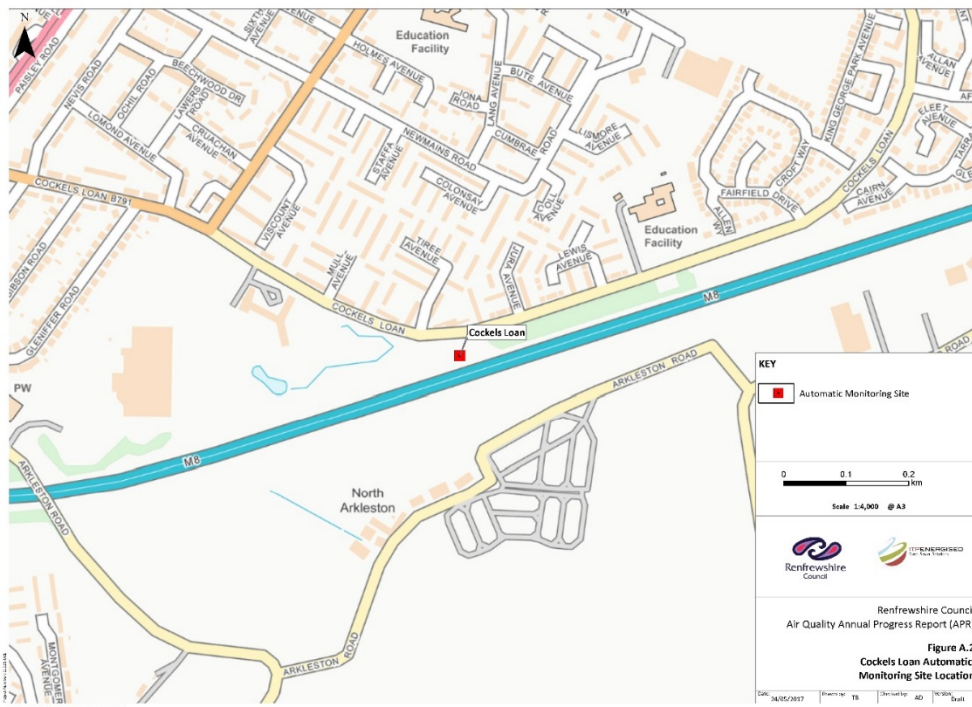 N
PAISLEY ROAD
NEVIS ROAD
OCHIL ROAD
BEECHWOOD DR
LAWERS ROAD
LOMOND AVENUE
CRUACHAN AVENUE
HOLMES AVENUE
Education
Facility
IONA ROAD
LANG AVENUE
BUTE AVENUE
NEWMAINS ROAD
CUMBRAE ROAD
LISMORE AVENUE
STAFFA AVENUE
COLONSAY AVENUE
COLL AVENUE
KING GEORGE PARK AVENUE
CROFT WAY
FAIRFIELD DRIVE
ALLEN WY
COCKELS LOAN
CAIRN AVENUE
ALLAN AVENUE
COCKELS LOAN B791
GIBSON ROAD
GLENIFFER ROAD
VISCOUNT AVENUE
MULL AVENUE
TIREE AVENUE
JURA AVENUE
LEWIS AVENUE
Education
Facility
COCKELS LOAN
M8
Cockels Loan
ARKLESTON ROAD
PW
M8
ARKLESTON ROAD
North
Arkleston
ARKLESTON ROAD
KEY
Automatic Monitoring Site
0 0.1 0.2
km
Scale 1:4,000 @ A3
Renfrewshire
Council
ITPENERGISED
Renfrewshire Council
Air Quality Annual Progress Report (APR)
Figure A.2
Cockels Loan Automatic
Monitoring Site Location
Date: 24/05/2017 TB AD Draft